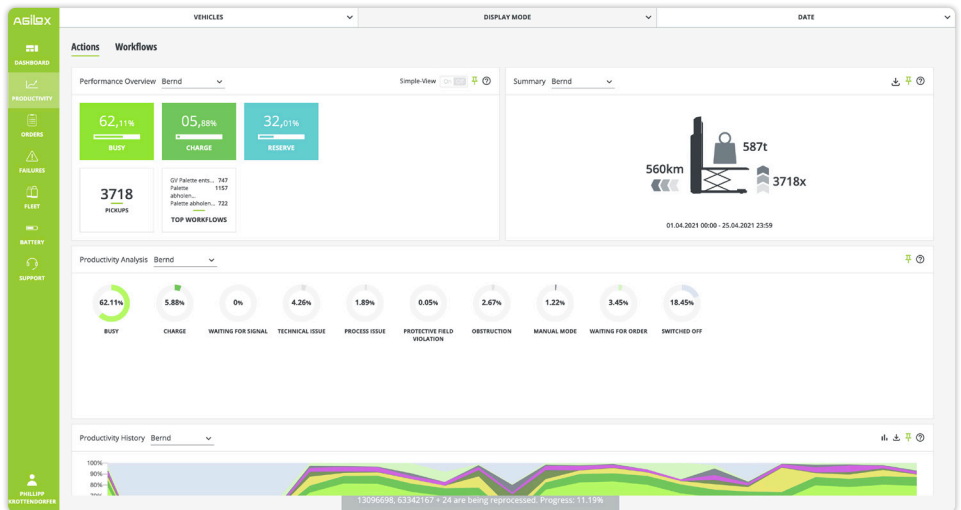 AGiLOX
VEHICLES
DISPLAY MODE
DATE
DASHBOARD
PRODUCTIVITY
ORDERS
FAILURES
FLEET
BATTERY
SUPPORT
PHILLIPP
KROTTENDORFER
Actions Workflows
Performance Overview Bernd
Simple-View On Off
62,11%
BUSY
05,88%
CHARGE
32,01%
RESERVE
3718
PICKUPS
GV Palette ents... 747
Palette 1157
abholen...
Palette abholen... 722
TOP WORKFLOWS
Summary Bernd
587t
560km
3718x
01.04.2021 00:00 - 25.04.2021 23:59
Productivity Analysis Bernd
62.11%
BUSY
5.88%
CHARGE
0%
WAITING FOR SIGNAL
4.26%
TECHNICAL ISSUE
1.89%
PROCESS ISSUE
0.05%
PROTECTIVE FIELD
VIOLATION
2.67%
OBSTRUCTION
1.22%
MANUAL MODE
3.45%
WAITING FOR ORDER
18.45%
SWITCHED OFF
Productivity History Bernd
100%
90%
80%
70%
13096698, 63342167 + 24 are being reprocessed. Progress: 11.19%